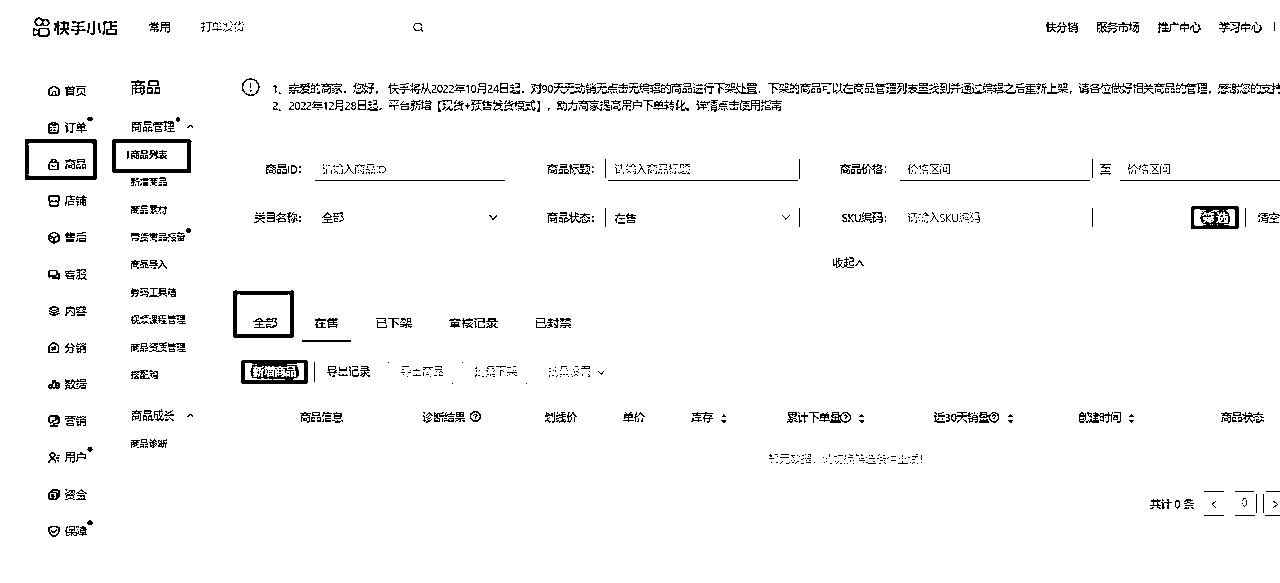 快手小店 常用 打单发货 快分销 服务市场 推广中心 学习中心
首页
订单
商品
店铺
售后
客服
内容
分销
数据
营销
用户
资金
保障
商品
商品管理
商品列表
新增商品
商品素材
带货商品报备
商品导入
券码工具箱
视频课程管理
商品资质管理
搭配购
商品成长
商品诊断
1、亲爱的商家，您好， 快手将从2022年10月24日起，对90天无动销无点击无编辑的商品进行下架处置，下架的商品可以在商品管理列表里找到并通过编辑之后重新上架，请各位做好相关商品的管理，感谢您的支持
2、2022年12月28日起，平台新增【现货+预售发货模式】，助力商家提高用户下单转化。详情点击使用指南
商品ID: 请输入商品ID 商品标题: 请输入商品标题 商品价格: 价格区间 至 价格区间
类目名称: 全部 商品状态: 在售 SKU编码: 请输入SKU编码 筛选 清空
收起
全部 在售 已下架 审核记录 已封禁
新增商品 导出记录 导出商品 批量下架 批量设置
商品信息 诊断结果 划线价 单价 库存 累计下单量 近30天销量 创建时间 商品状态
共计 0 条 < 0 >